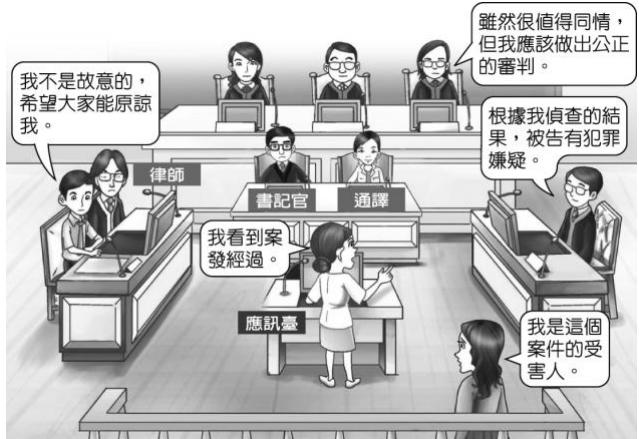 雖然很值得同情，
但我應該做出公正
的審判。
我不是故意的，
希望大家能原諒
我。
根據我偵查的結
果，被告有犯罪
嫌疑。
律師
書記官
通譯
我看到案
發經過。
應訊臺
我是這個
案件的受
害人。